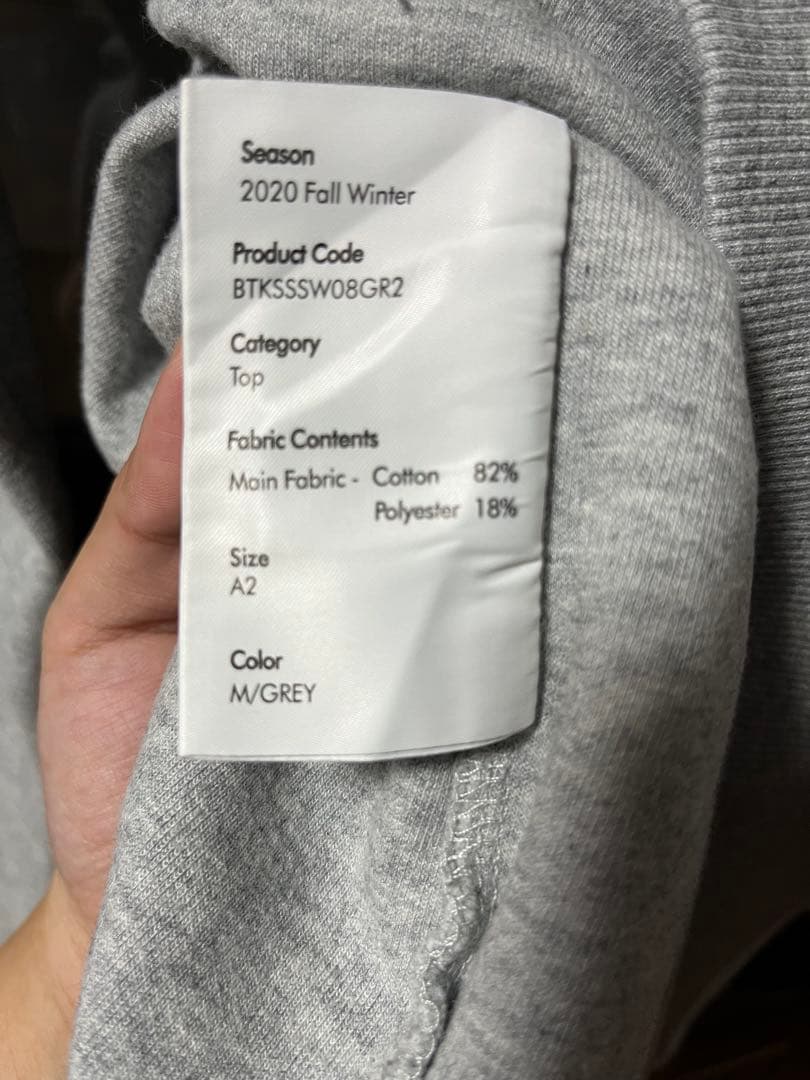 Season
2020 Fall Winter
Product Code
BTKSSSW08GR2
Category
Top
Fabric Contents
Main Fabric - Cotton 82%
Polyester 18%
Size
A2
Color
M/GREY